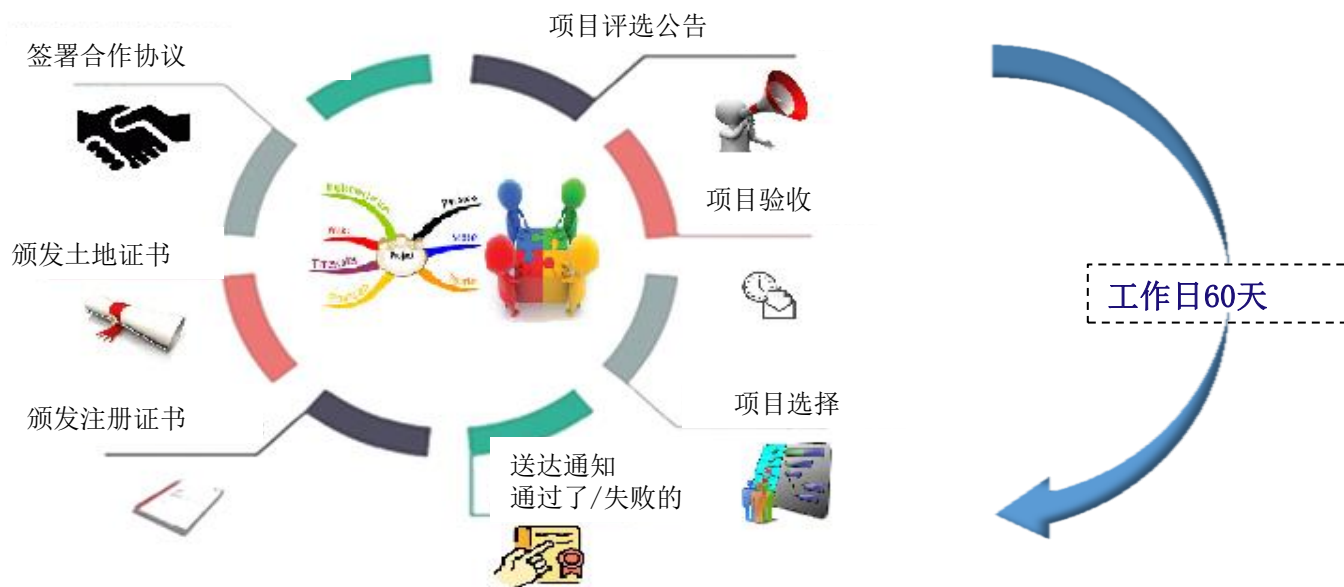 项目评选公告
签署合作协议
项目验收
颁发土地证书
Project
工作日60天
项目选择
颁发注册证书
送达通知
通过了/失败的